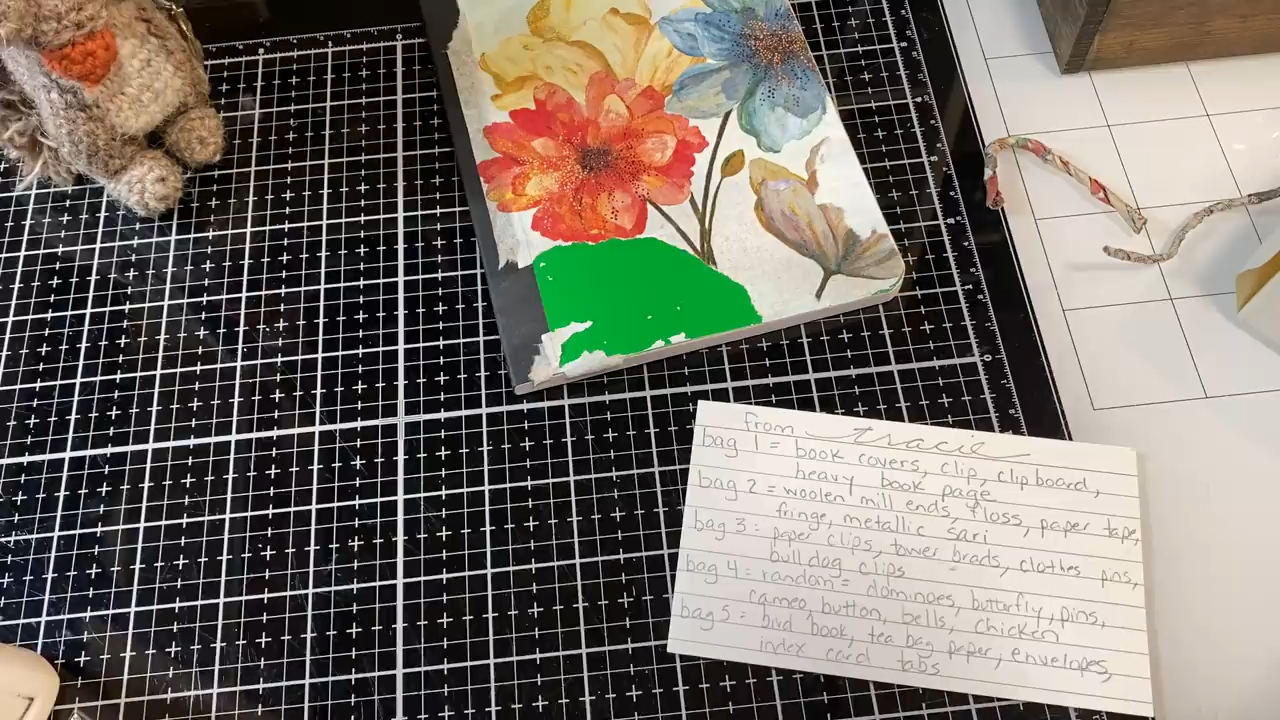 From tracie
bag 1 = book covers, clip, clip board,
heavy book page
bag 2 = woolen mill ends, floss, paper tape,
fringe, metallic sari
bag 3 = paper clips, tower brads, clothes pins,
bull dog clips
bag 4 = random = dominoes, butterfly, pins,
cameo, button, bells, chicken
bag 5 = bird book, tea bag paper, envelopes,
index card tabs